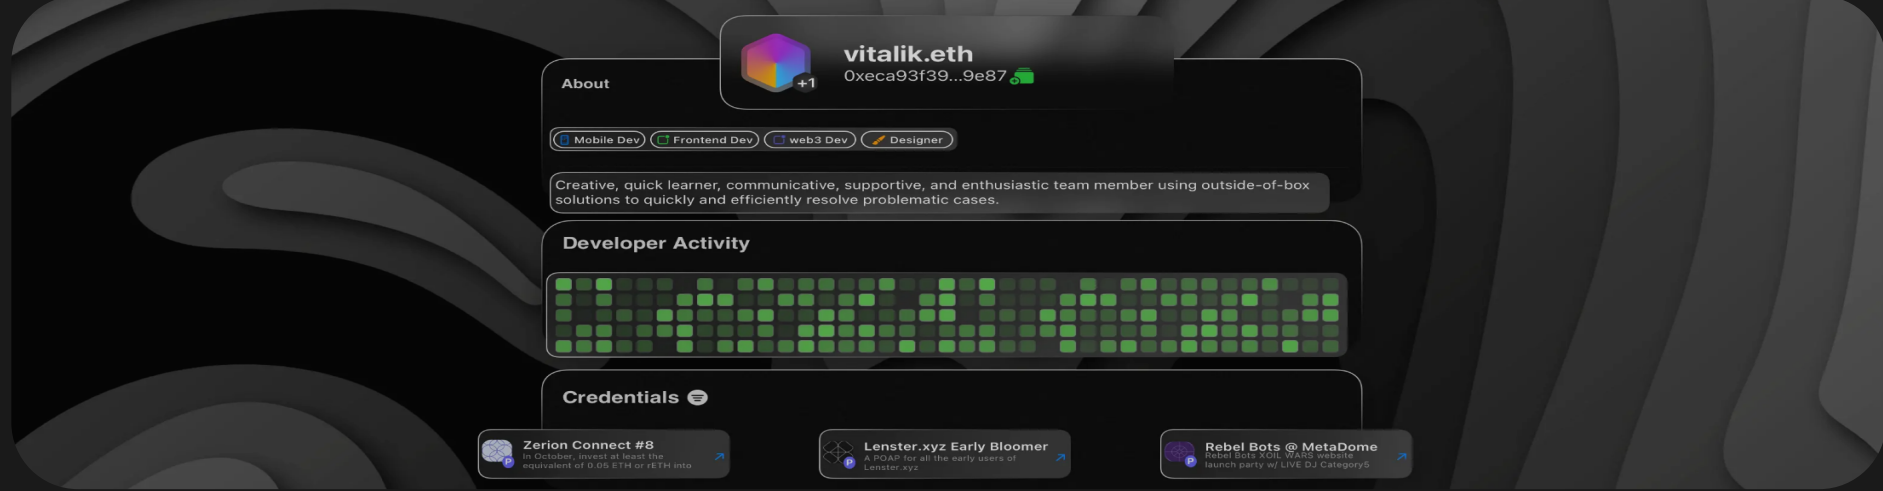 vitalik.eth
0xeca93f39...9e87
+1
About
Mobile Dev
Frontend Dev
web3 Dev
Designer
Creative, quick learner, communicative, supportive, and enthusiastic team member using outside-of-box
solutions to quickly and efficiently resolve problematic cases.
Developer Activity
Credentials
Zerion Connect #8
In October, invest at least the
equivalent of 0.05 ETH or rETH into
P
Lenster.xyz Early Bloomer
A POAP for all the early users of
Lenster.xyz
P
Rebel Bots @ MetaDome
Rebel Bots XOIL WARS website
launch party w/ LIVE DJ Category5
P